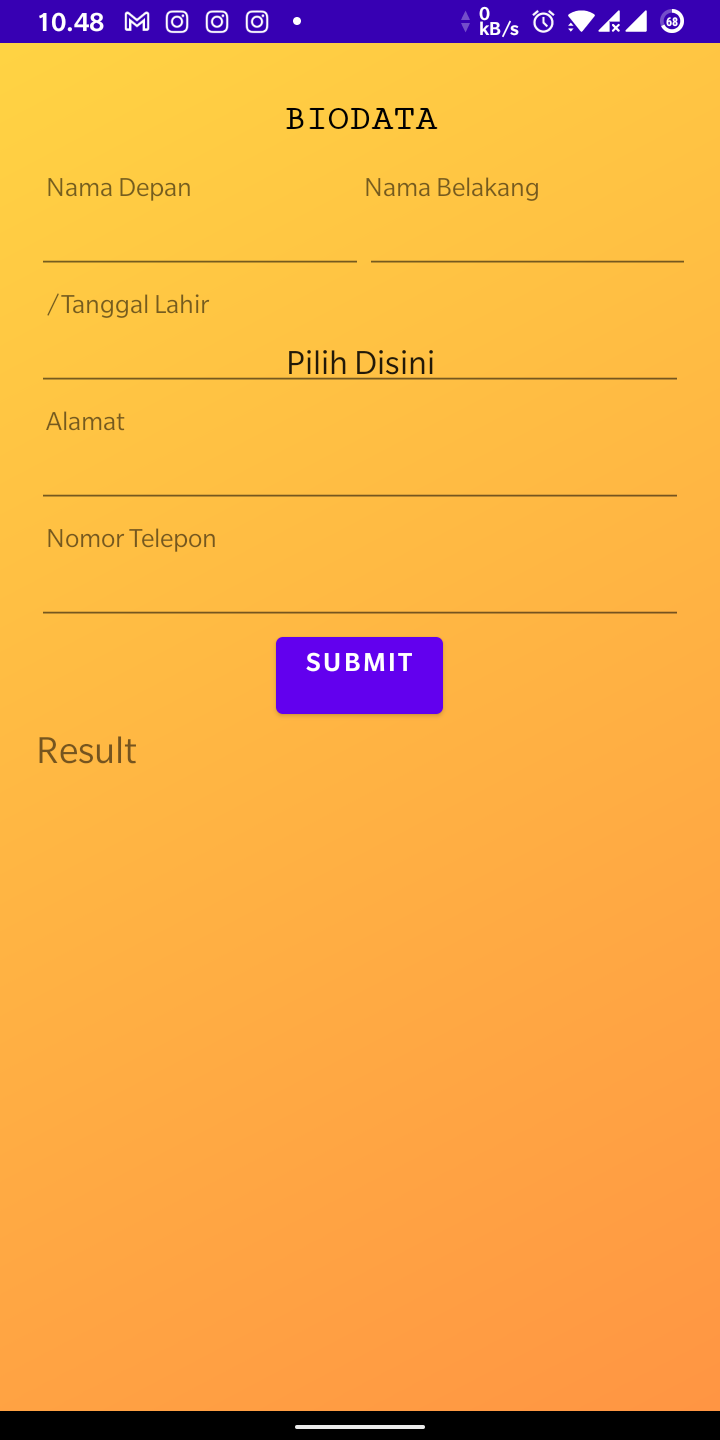 10.48 0 kB/s 68
BIODATA
Nama Depan Nama Belakang
/Tanggal Lahir
Pilih Disini
Alamat
Nomor Telepon
SUBMIT
Result